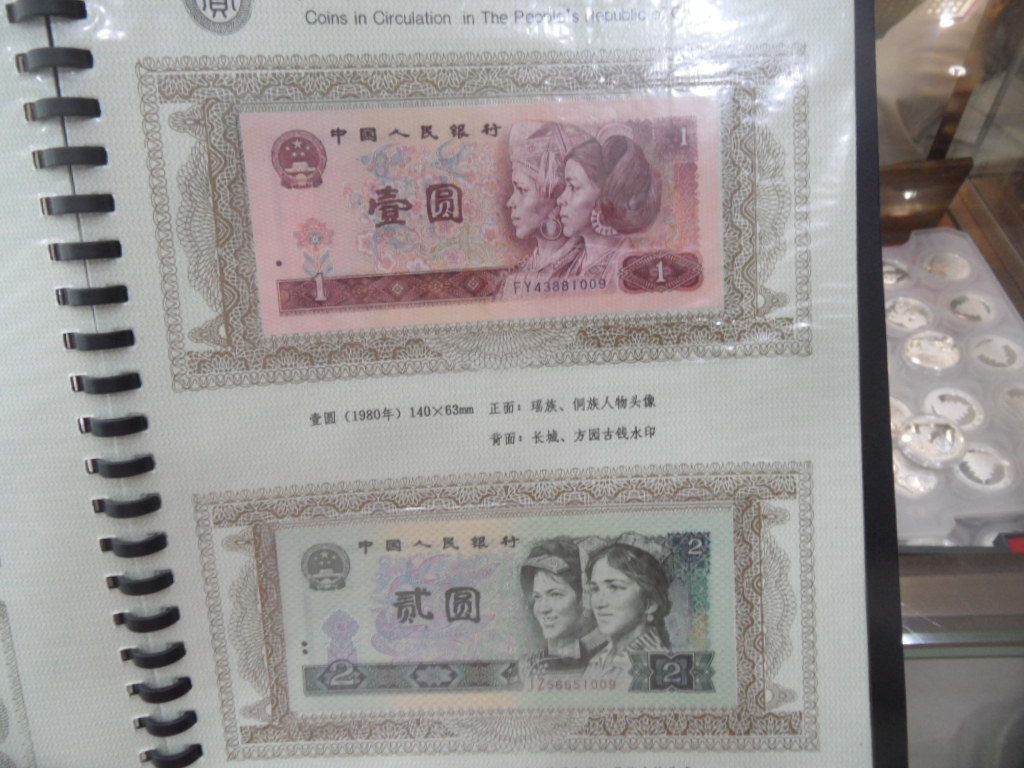 Coins in Circulation in The People's Republic of
中国人民银行
1
壹圆
1
FY43881009
1
壹圆（1980年）140×63mm 正面：瑶族、侗族人物头像
背面：长城、方园古钱水印
中国人民银行
2
贰圆
2
JZ56651009
2